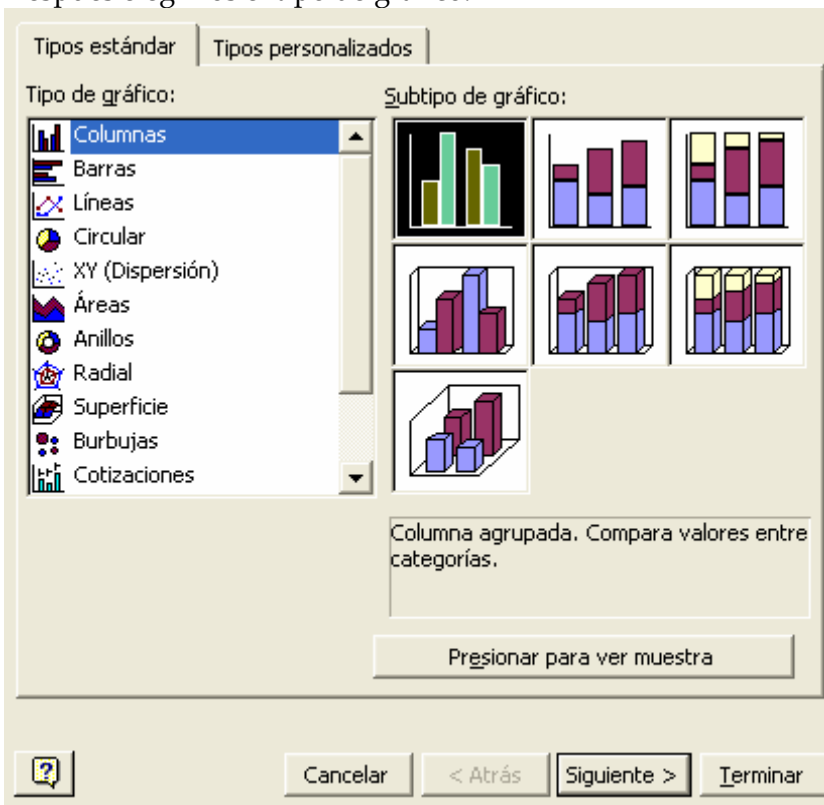 Tipos estándar
Tipos personalizados
Tipo de gráfico:
Subtipo de gráfico:
Columnas
Barras
Líneas
Circular
XY (Dispersión)
Áreas
Anillos
Radial
Superficie
Burbujas
Cotizaciones
Columna agrupada. Compara valores entre
categorías.
Presionar para ver muestra
Cancelar
< Atrás
Siguiente >
Terminar